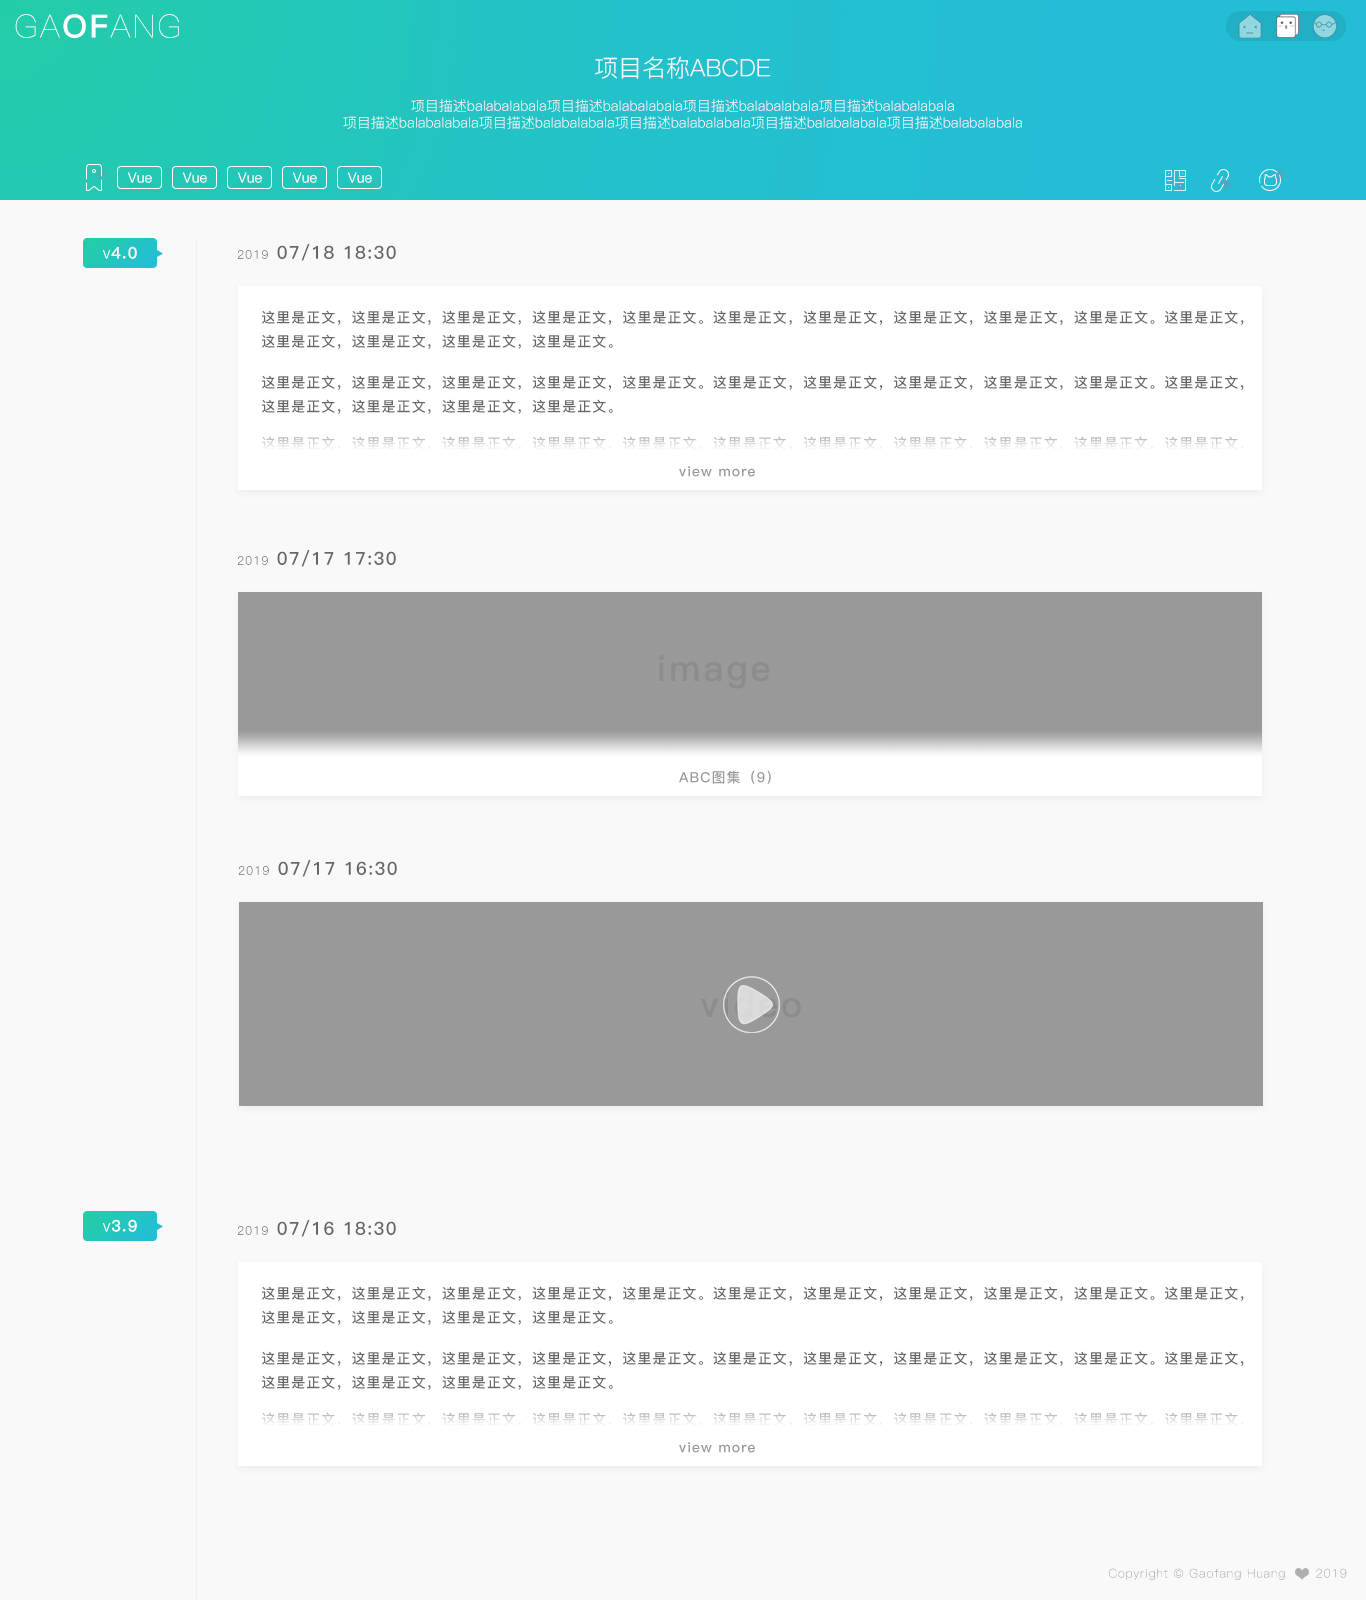 GAOFANG
项目名称ABCDE
项目描述balabalabala项目描述balabalabala项目描述balabalabala项目描述balabalabala
项目描述balabalabala项目描述balabalabala项目描述balabalabala项目描述balabalabala项目描述balabalabala
Vue Vue Vue Vue Vue
v4.0
2019 07/18 18:30
这里是正文，这里是正文，这里是正文，这里是正文，这里是正文。这里是正文，这里是正文，这里是正文，这里是正文，这里是正文。这里是正文，
这里是正文，这里是正文，这里是正文，这里是正文。
这里是正文，这里是正文，这里是正文，这里是正文，这里是正文。这里是正文，这里是正文，这里是正文，这里是正文，这里是正文。这里是正文，
这里是正文，这里是正文，这里是正文，这里是正文。
这里是正文，这里是正文，这里是正文，这里是正文，这里是正文。这里是正文，这里是正文，这里是正文，这里是正文，这里是正文。这里是正文，
view more
2019 07/17 17:30
image
ABC图集（9）
2019 07/17 16:30
video
v3.9
2019 07/16 18:30
这里是正文，这里是正文，这里是正文，这里是正文，这里是正文。这里是正文，这里是正文，这里是正文，这里是正文，这里是正文。这里是正文，
这里是正文，这里是正文，这里是正文，这里是正文。
这里是正文，这里是正文，这里是正文，这里是正文，这里是正文。这里是正文，这里是正文，这里是正文，这里是正文，这里是正文。这里是正文，
这里是正文，这里是正文，这里是正文，这里是正文。
这里是正文，这里是正文，这里是正文，这里是正文，这里是正文。这里是正文，这里是正文，这里是正文，这里是正文，这里是正文。这里是正文，
view more
Copyright © Gaofang Huang ❤ 2019